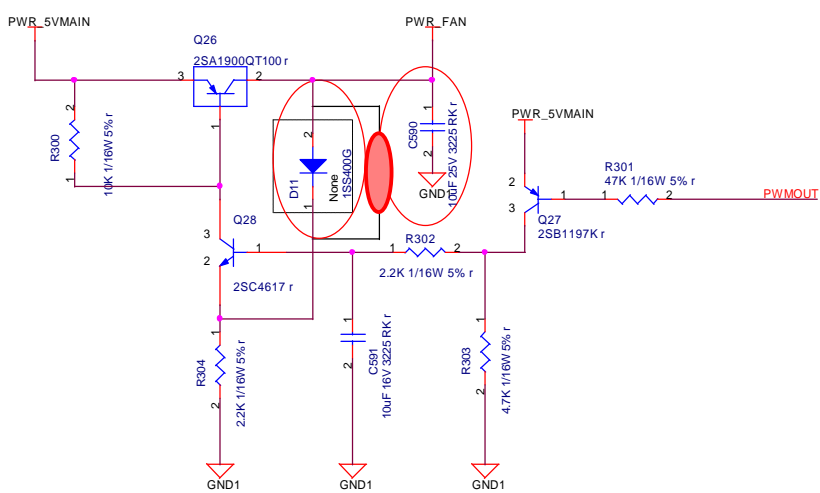 PWR_5VMAIN
PWR_FAN
Q26
2SA1900QT100 r
3
2
1
R300
10K 1/16W 5% r
2
1
D11
None
1SS400G
2
1
C590
10UF 25V 3225 RK r
1
2
GND1
PWR_5VMAIN
2
3
1
Q27
2SB1197K r
R301
47K 1/16W 5% r
1
2
PWMOUT
Q28
3
2
1
2SC4617 r
R302
1
2
2.2K 1/16W 5% r
R304
2.2K 1/16W 5% r
1
2
GND1
C591
10uF 16V 3225 RK r
1
2
GND1
R303
4.7K 1/16W 5% r
1
2
GND1